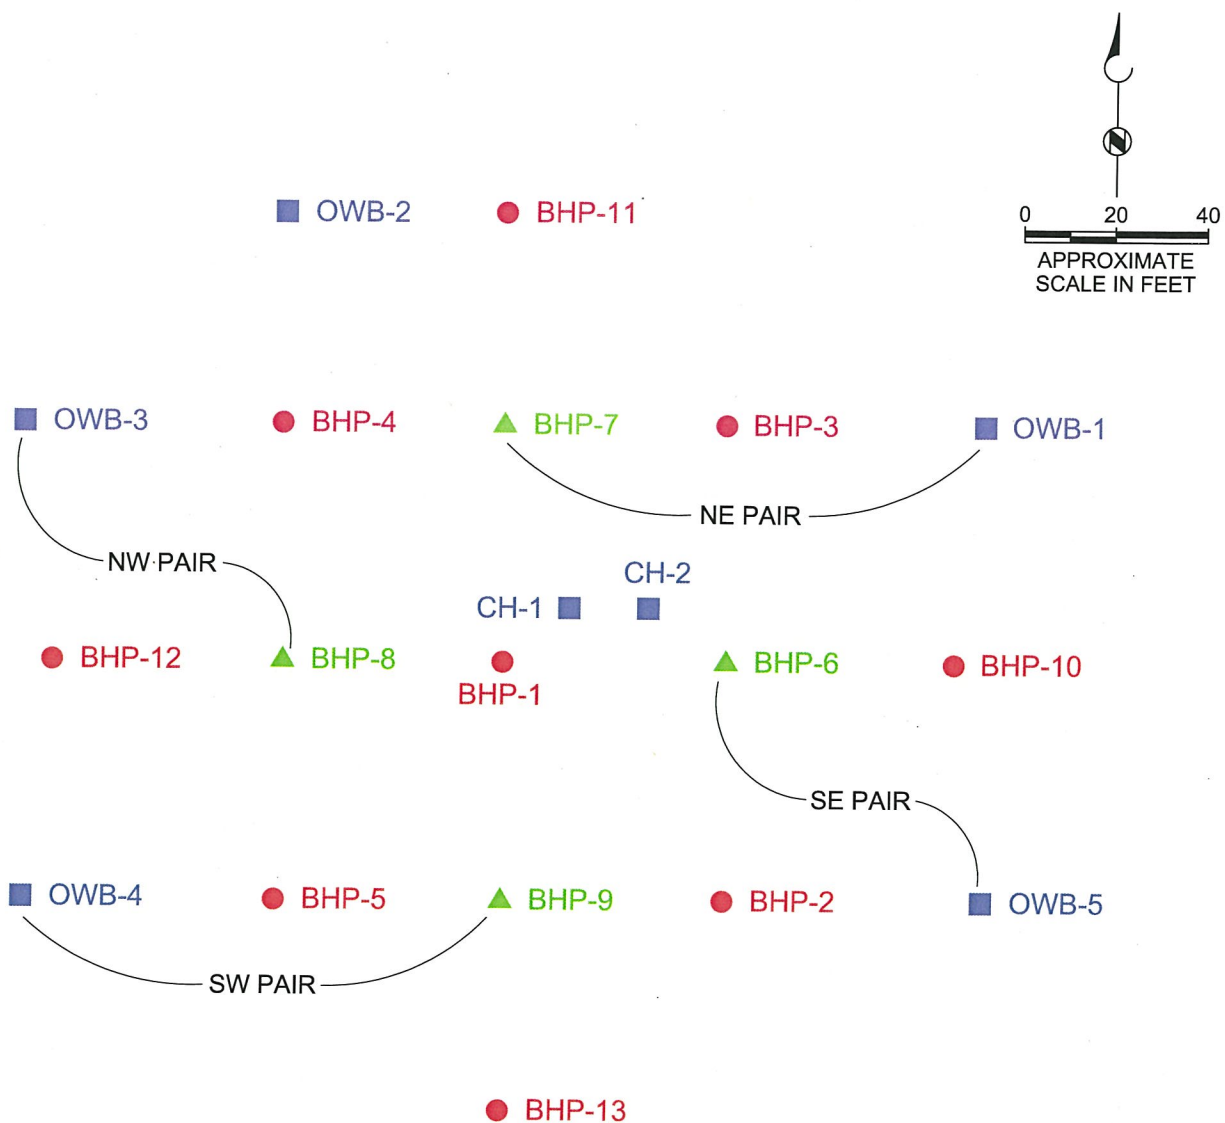 N
0 20 40
APPROXIMATE
SCALE IN FEET
OWB-2 BHP-11
OWB-3 BHP-4 BHP-7 BHP-3 OWB-1
NE PAIR
NW PAIR
CH-2
CH-1
BHP-12 BHP-8 BHP-6 BHP-10
BHP-1
SE PAIR
OWB-4 BHP-5 BHP-9 BHP-2 OWB-5
SW PAIR
BHP-13